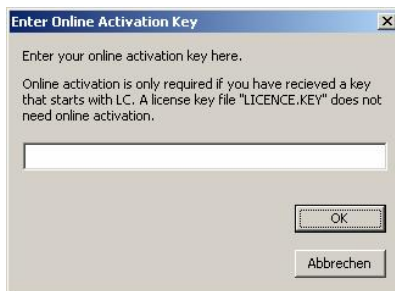 Enter Online Activation Key
Enter your online activation key here.
Online activation is only required if you have recieved a key
that starts with LC. A license key file "LICENCE.KEY" does not
need online activation.
OK
Abbrechen